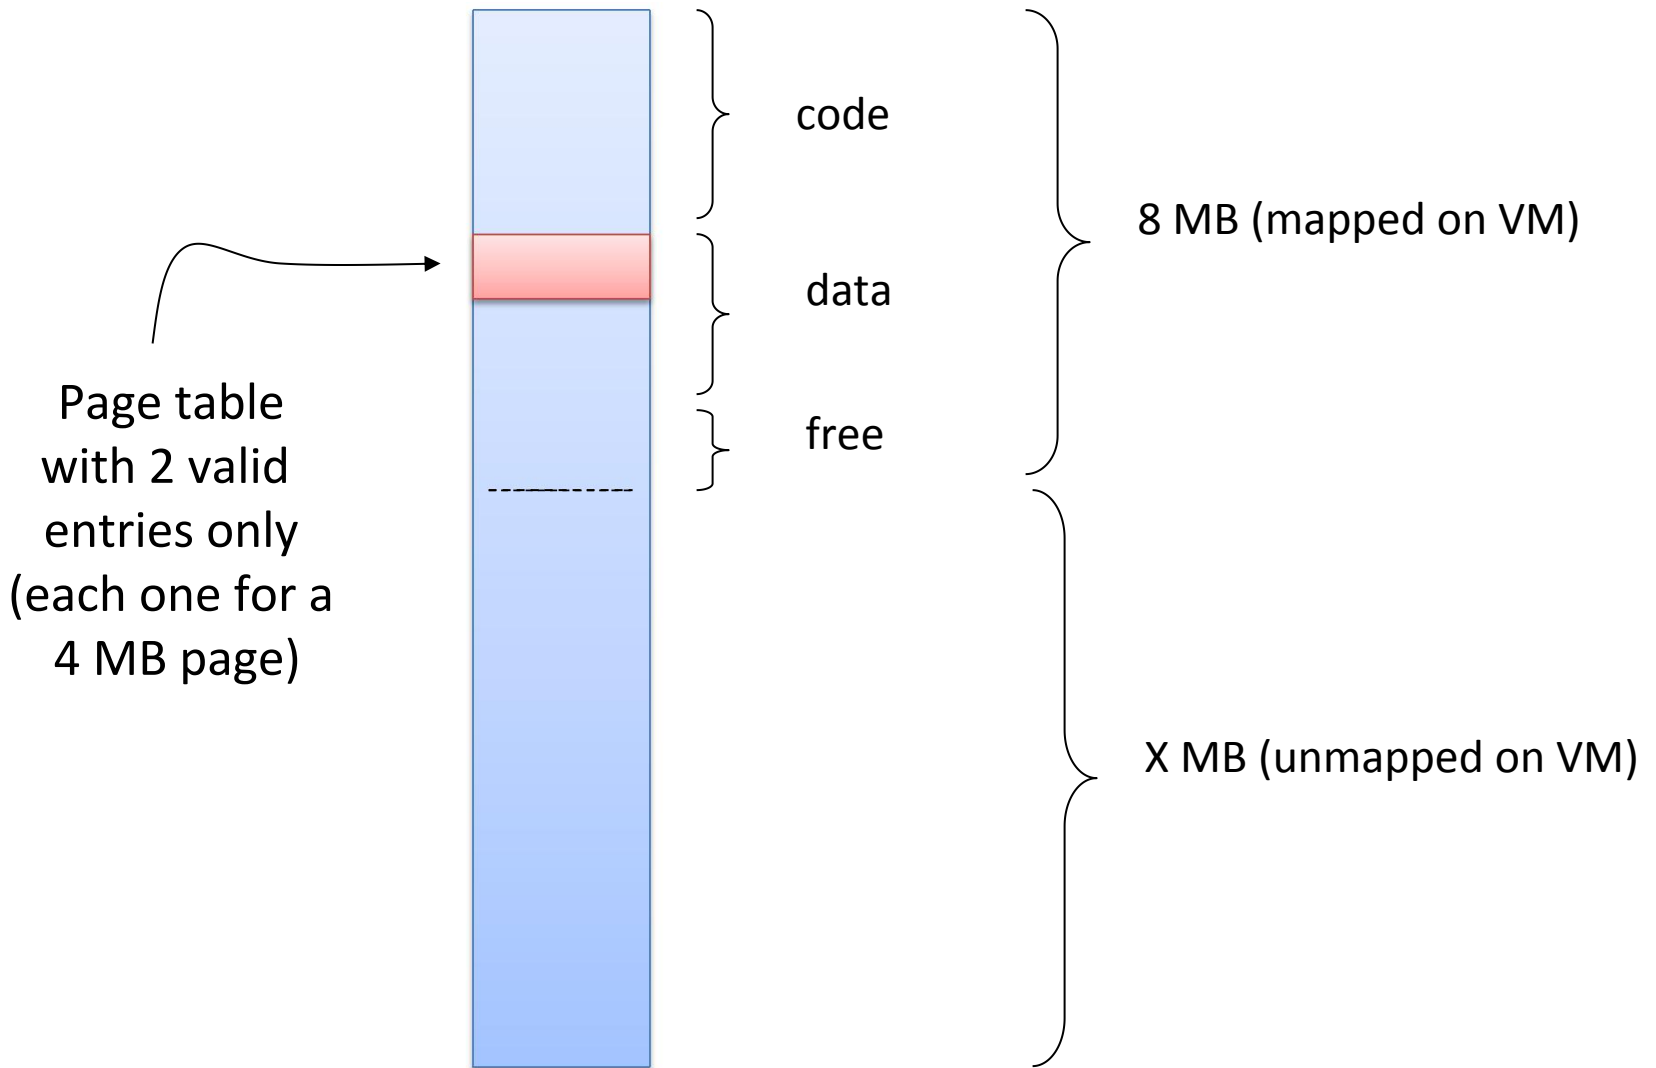 code
8 MB (mapped on VM)
data
Page table
with 2 valid
entries only
(each one for a
4 MB page)
free
X MB (unmapped on VM)